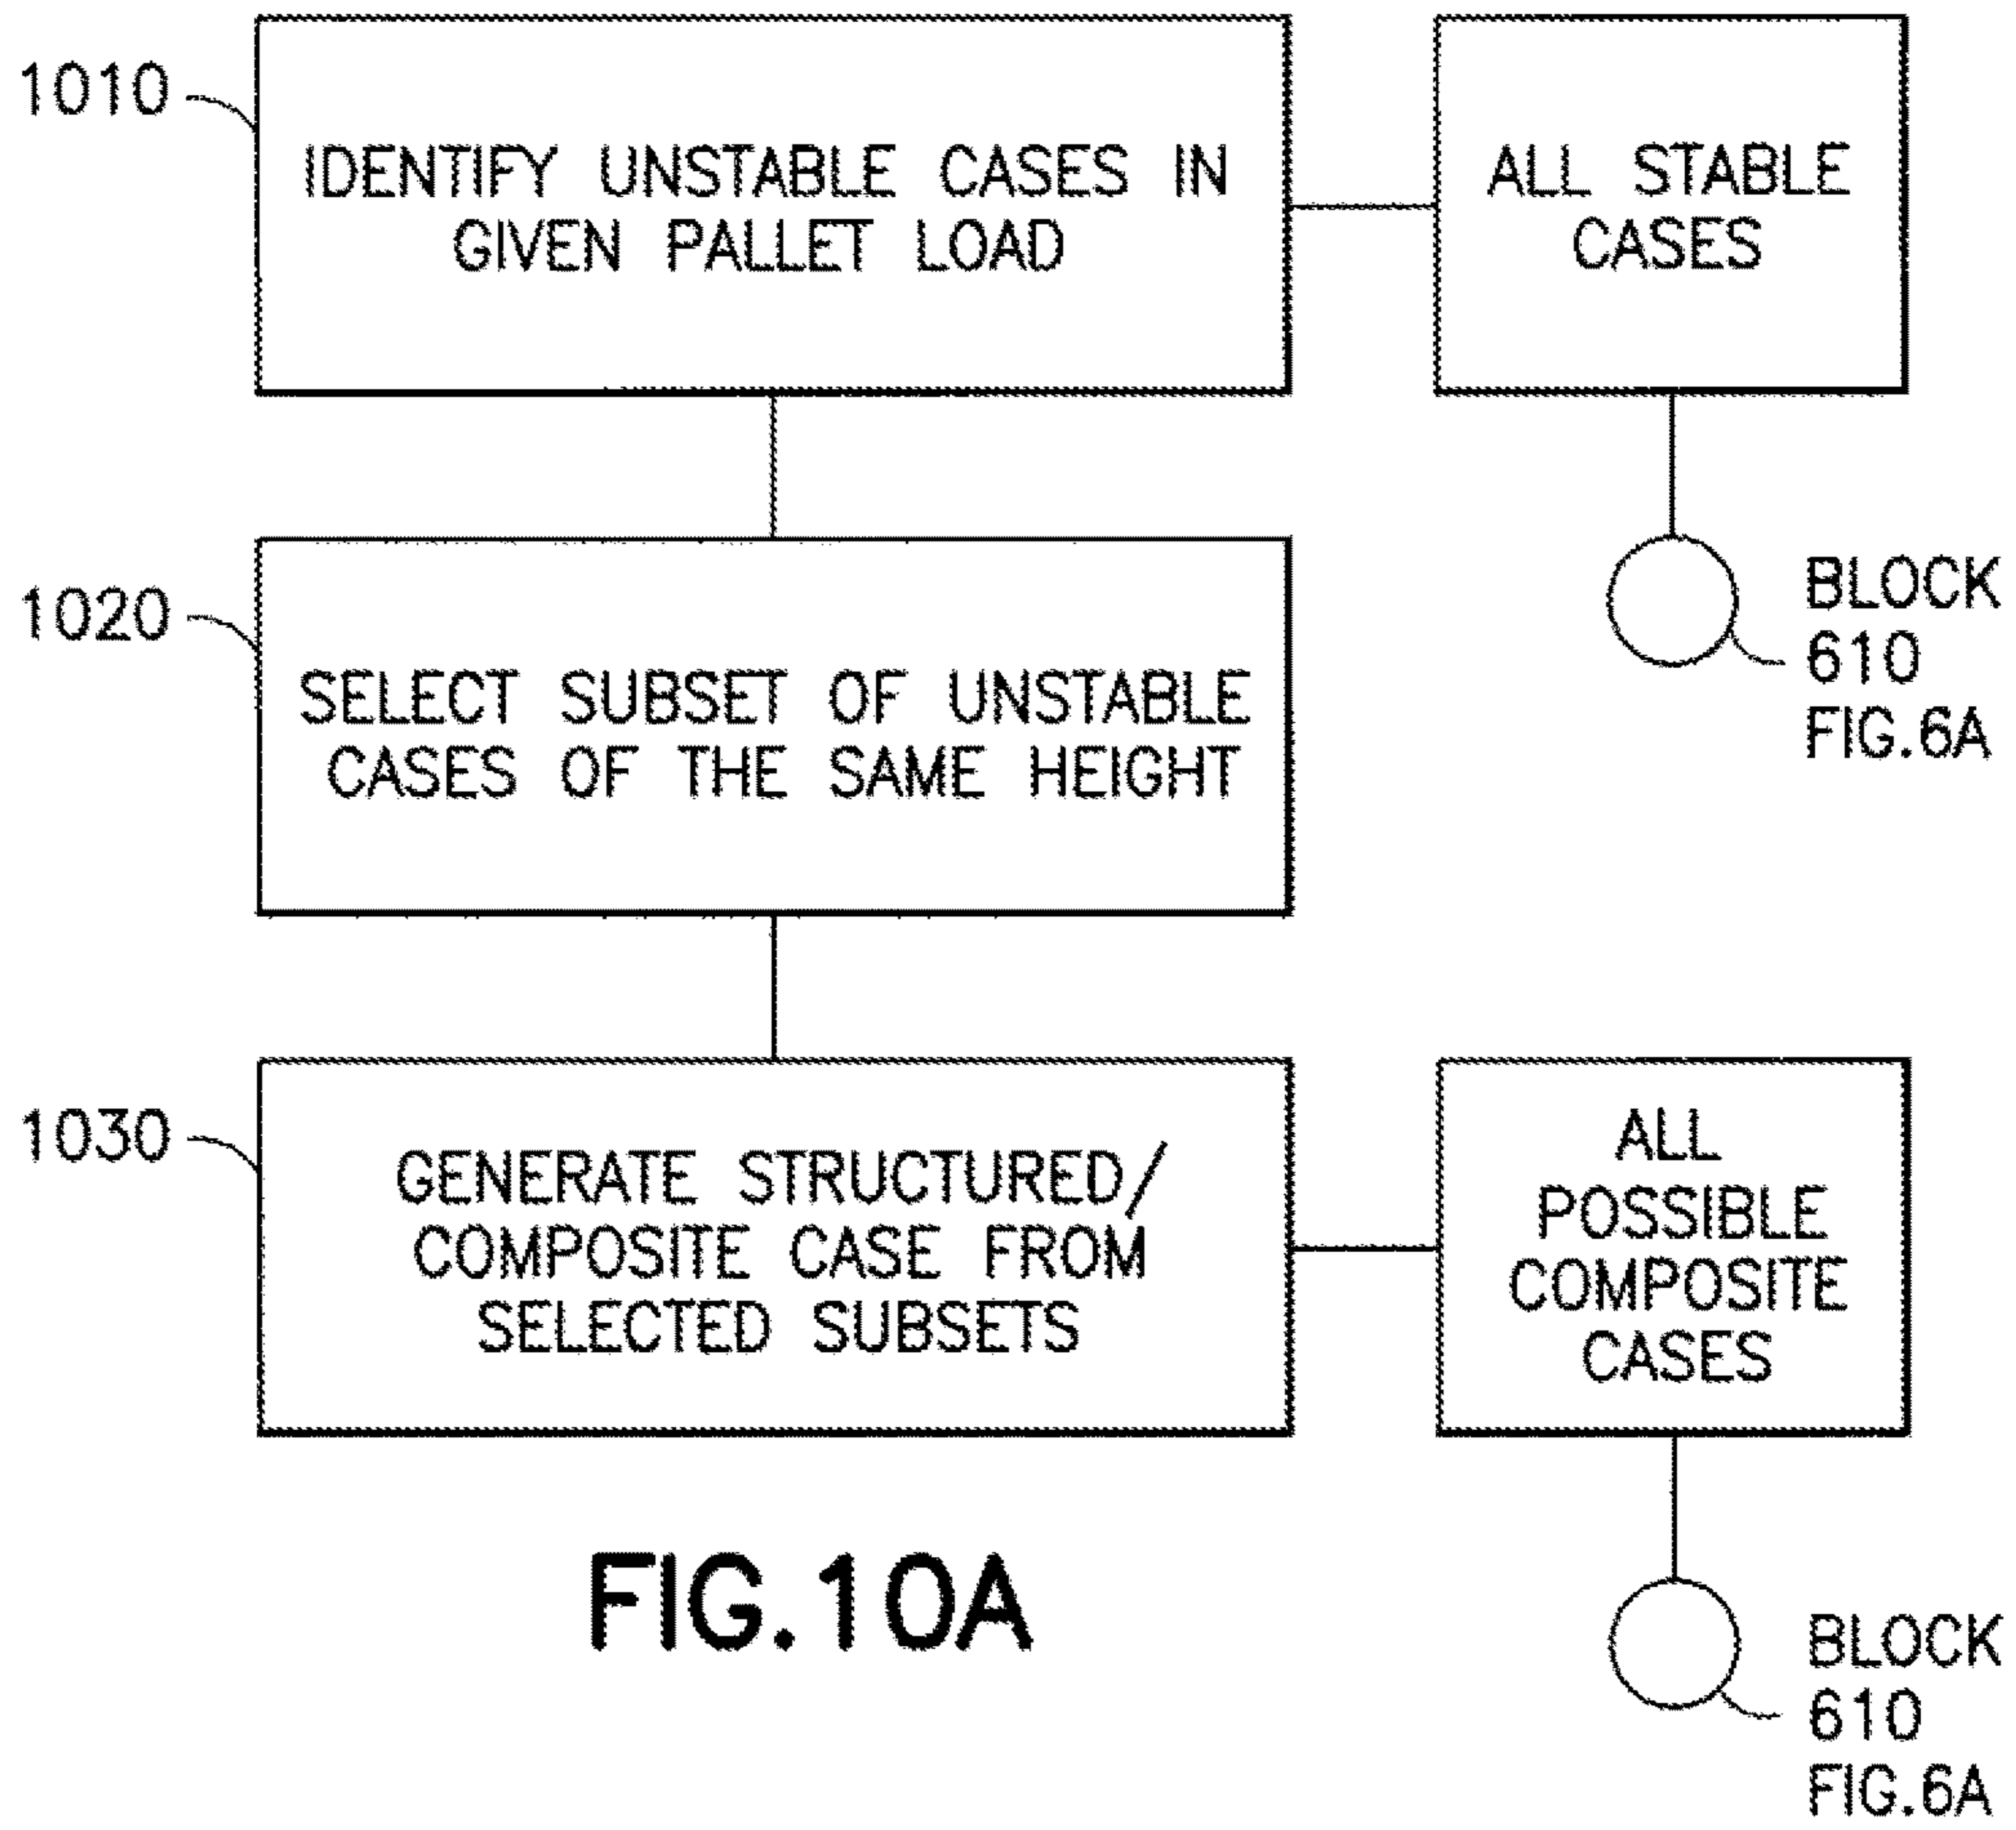 1010
IDENTIFY UNSTABLE CASES IN
GIVEN PALLET LOAD
ALL STABLE
CASES
BLOCK
610
FIG.6A
1020
SELECT SUBSET OF UNSTABLE
CASES OF THE SAME HEIGHT
1030
GENERATE STRUCTURED/
COMPOSITE CASE FROM
SELECTED SUBSETS
ALL
POSSIBLE
COMPOSITE
CASES
BLOCK
610
FIG.6A
FIG.10A